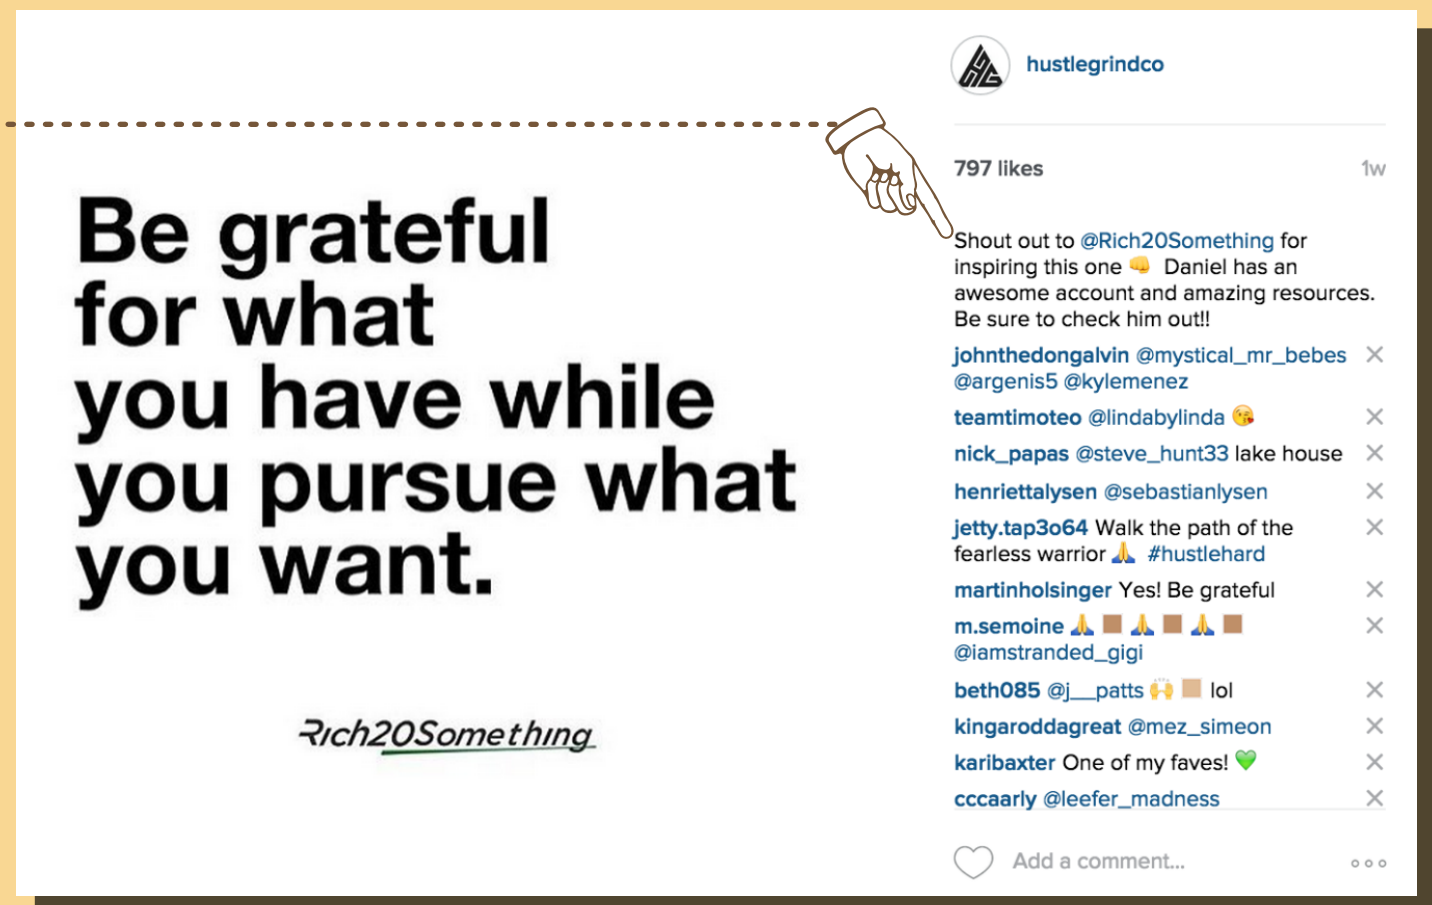 Be grateful
for what
you have while
you pursue what
you want.
Rich20Something
hustlegrindco
797 likes
1w
Shout out to @Rich20Something for
inspiring this one 👊 Daniel has an
awesome account and amazing resources.
Be sure to check him out!!
johnthedongalvin @mystical_mr_bebes
@argenis5 @kylemenez
teamtimoteo @lindabylinda 😘
nick_papas @steve_hunt33 lake house
henriettalysen @sebastianlysen
jetty.tap3o64 Walk the path of the
fearless warrior 🙏 #hustlehard
martinholsinger Yes! Be grateful
m.semoine 🙏 🏾 🙏 🏾 🙏 🏾
@iamstranded_gigi
beth085 @j__patts 🙌 🏼 lol
kingaroddagreat @mez_simeon
karibaxter One of my faves! 💚
cccaarly @leefer_madness
Add a comment...